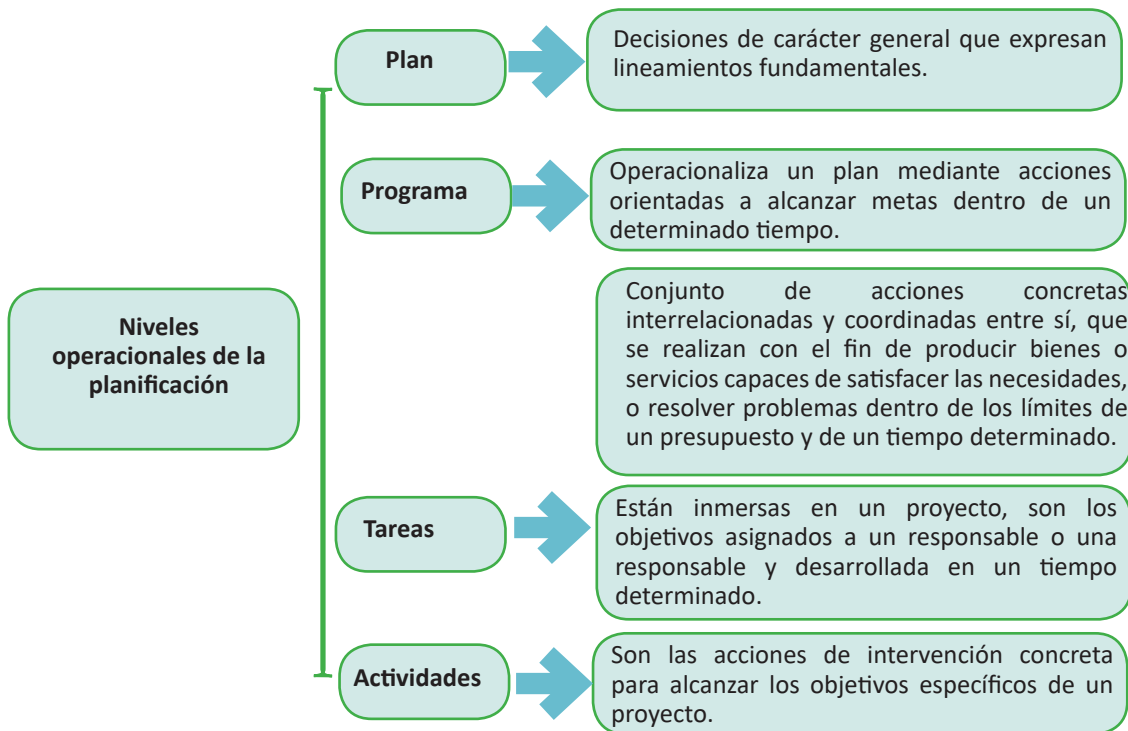 Niveles
operacionales de la
planificación
Plan
Decisiones de carácter general que expresan
lineamientos fundamentales.
Programa
Operacionaliza un plan mediante acciones
orientadas a alcanzar metas dentro de un
determinado tiempo.
Conjunto de acciones concretas
interrelacionadas y coordinadas entre sí, que
se realizan con el fin de producir bienes o
servicios capaces de satisfacer las necesidades,
o resolver problemas dentro de los límites de
un presupuesto y de un tiempo determinado.
Tareas
Están inmersas en un proyecto, son los
objetivos asignados a un responsable o una
responsable y desarrollada en un tiempo
determinado.
Actividades
Son las acciones de intervención concreta
para alcanzar los objetivos específicos de un
proyecto.